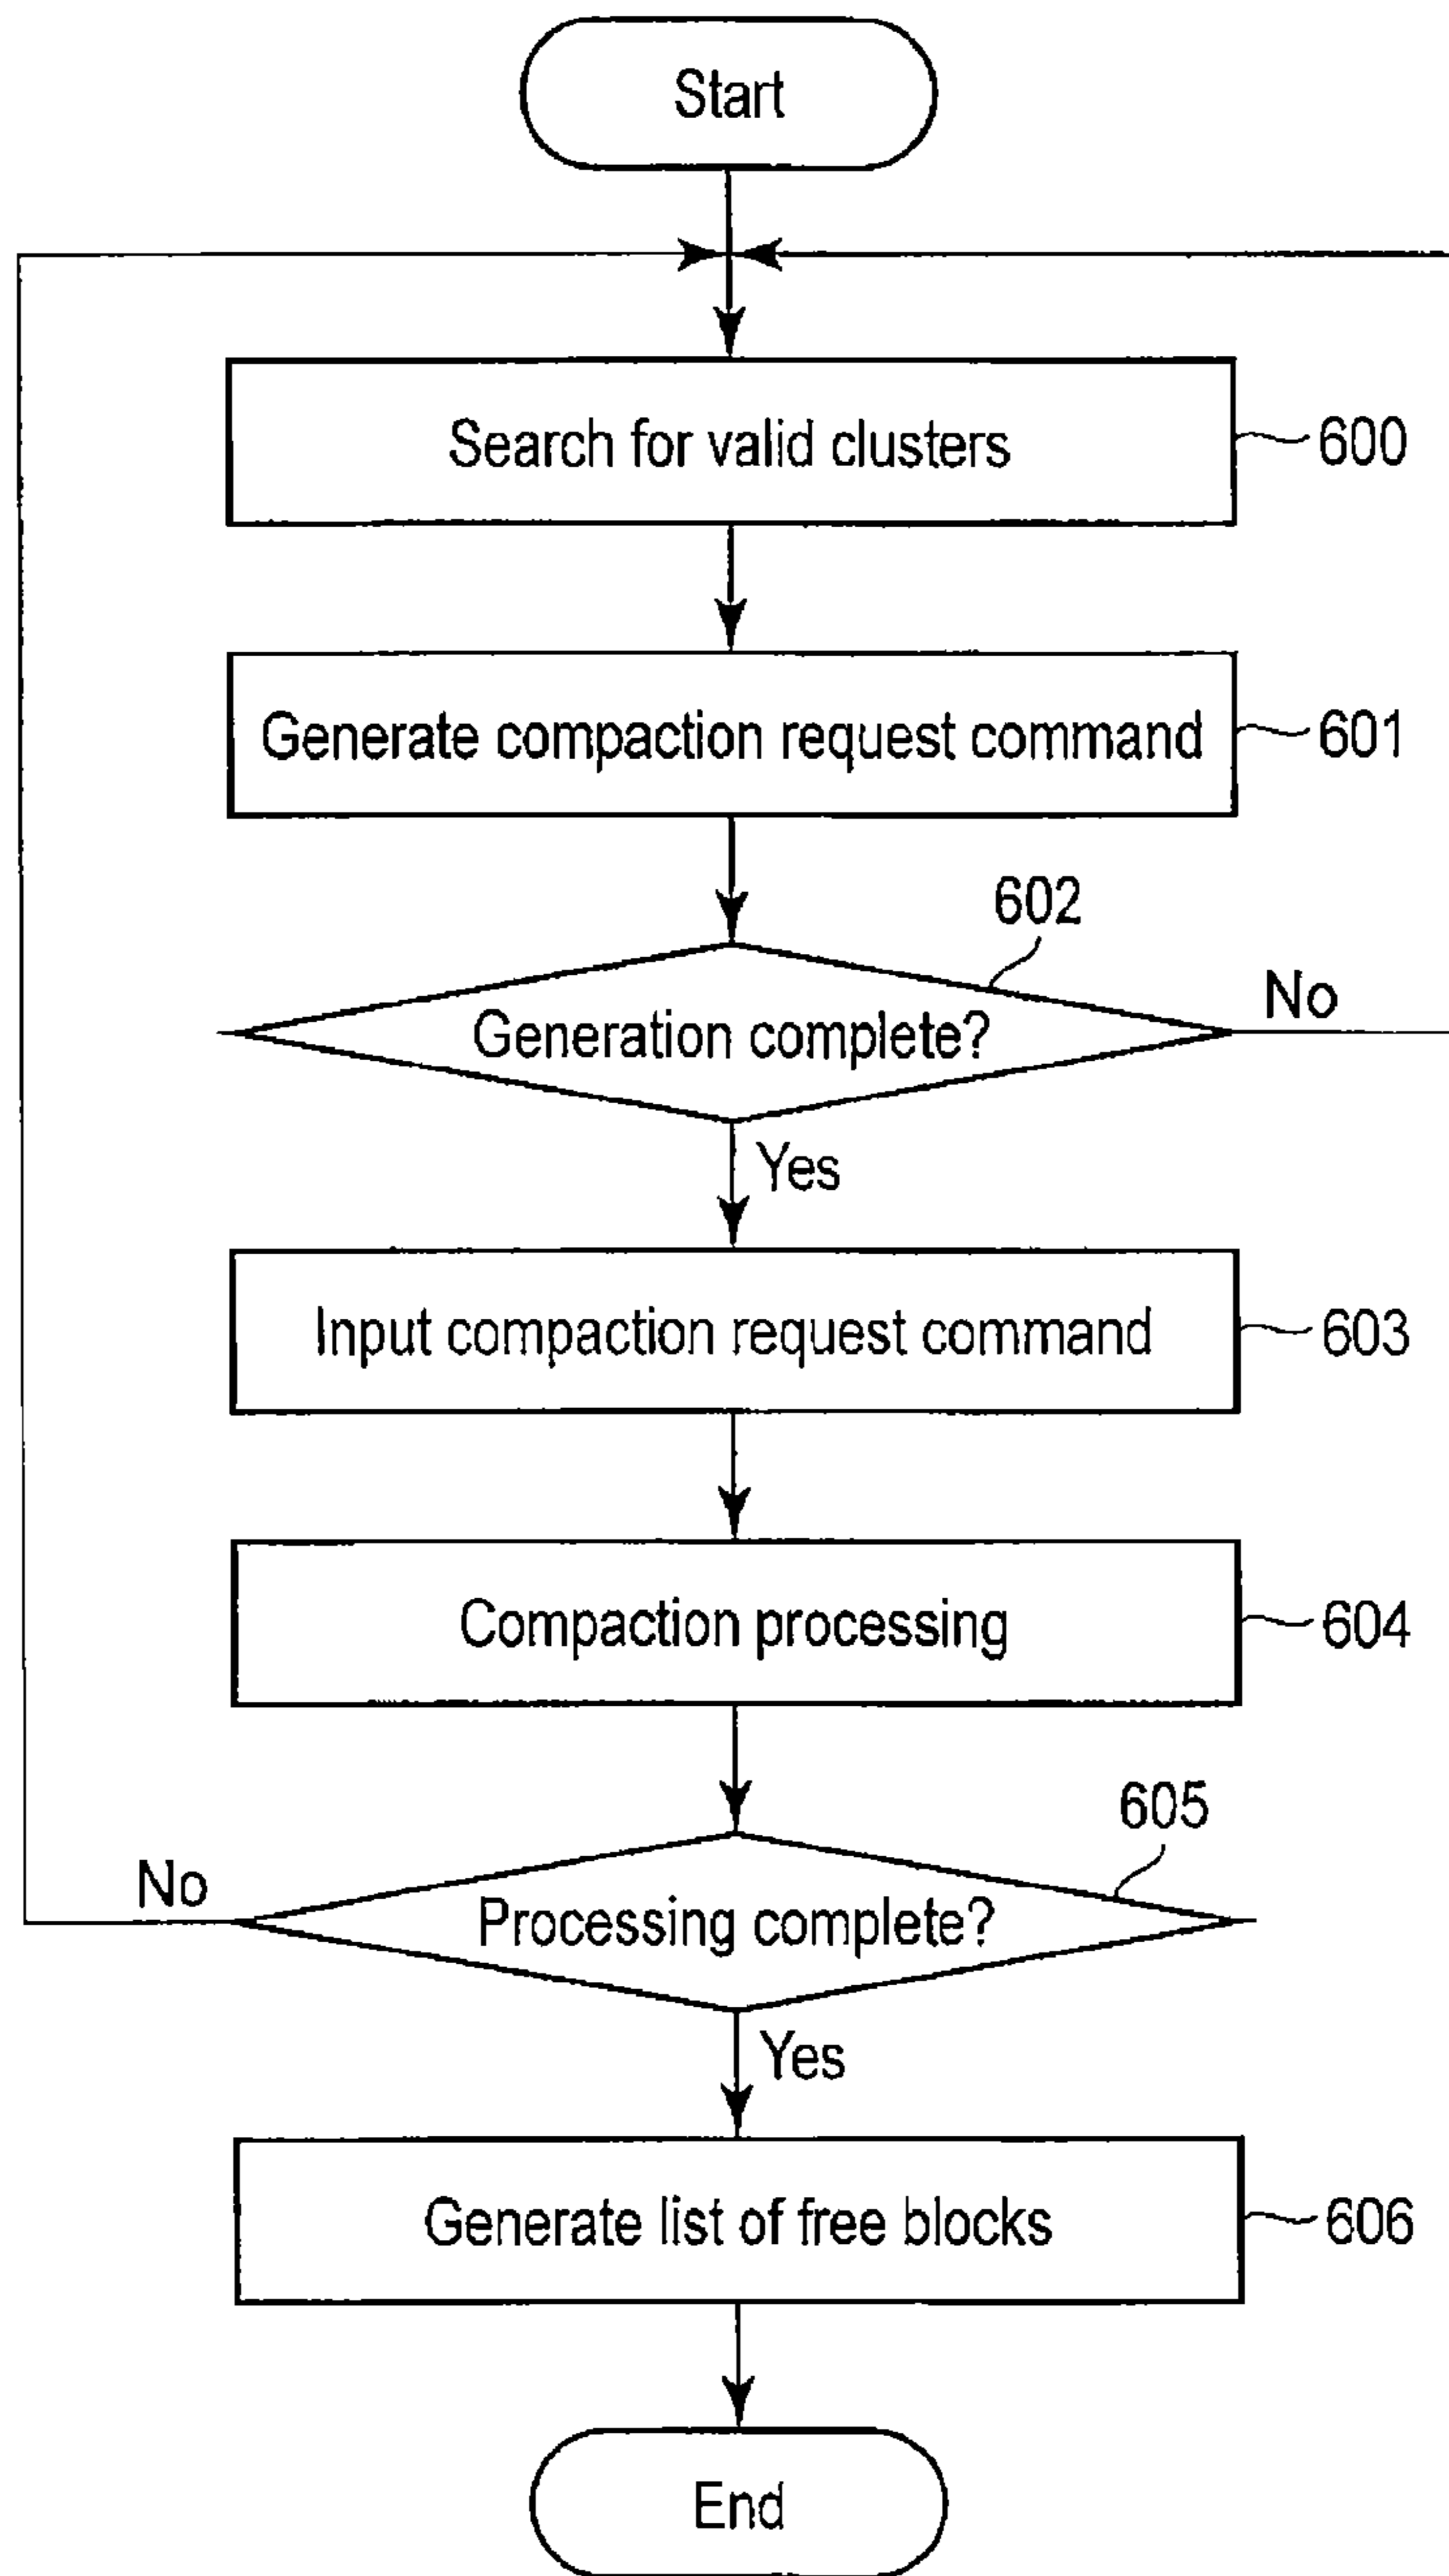 Start
Search for valid clusters
600
Generate compaction request command
601
602
Generation complete?
No
Yes
Input compaction request command
603
Compaction processing
604
605
No
Processing complete?
Yes
Generate list of free blocks
606
End